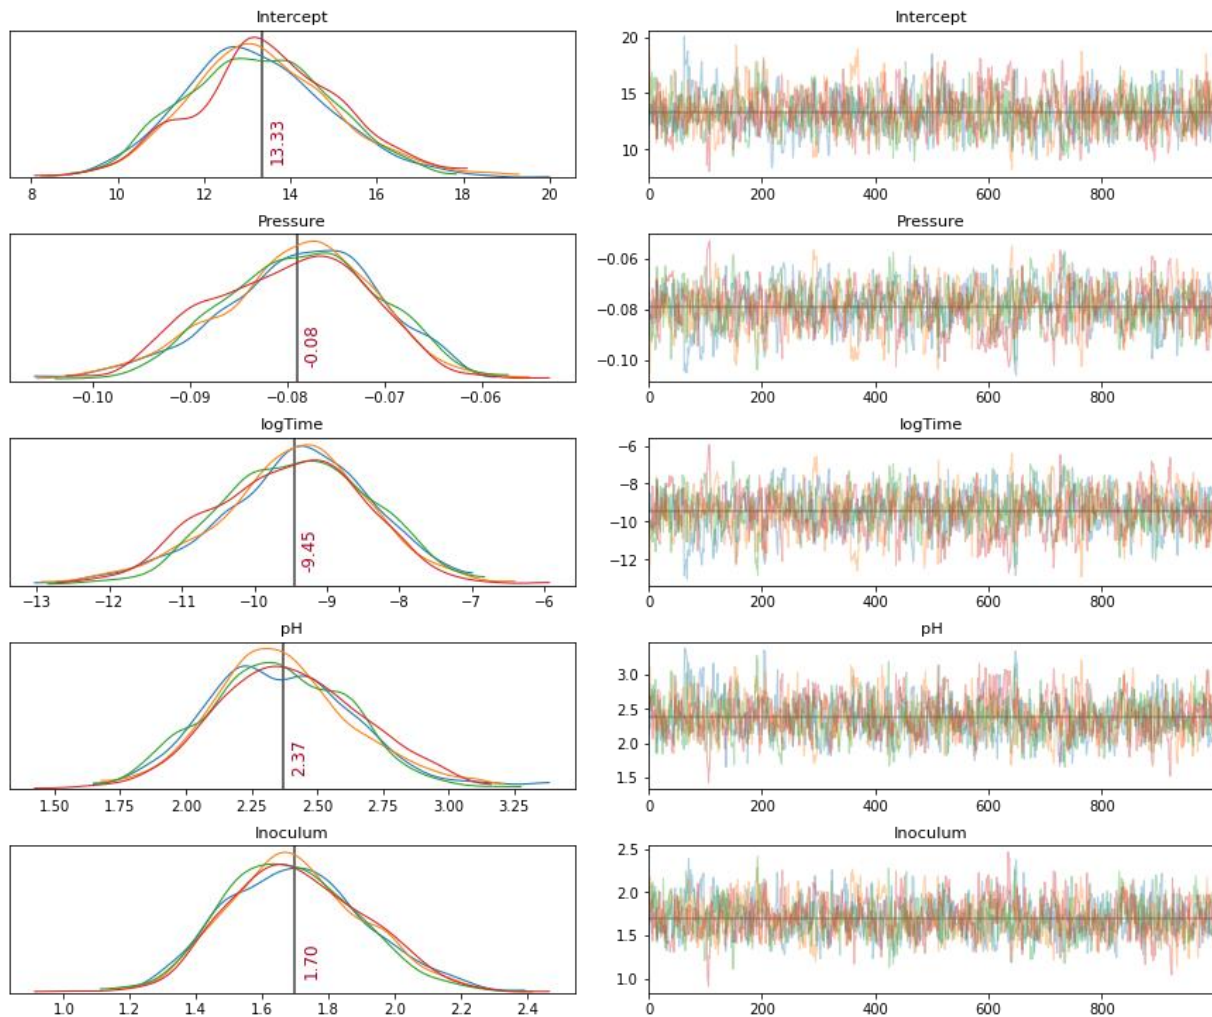 Intercept
13.33
8 10 12 14 16 18 20
Intercept
20
15
10
0 200 400 600 800
Pressure
-0.08
−0.10 −0.09 −0.08 −0.07 −0.06
Pressure
−0.06
−0.08
−0.10
0 200 400 600 800
logTime
-9.45
−13 −12 −11 −10 −9 −8 −7 −6
logTime
−6
−8
−10
−12
0 200 400 600 800
pH
2.37
1.50 1.75 2.00 2.25 2.50 2.75 3.00 3.25
pH
3.0
2.5
2.0
1.5
0 200 400 600 800
Inoculum
1.70
1.0 1.2 1.4 1.6 1.8 2.0 2.2 2.4
Inoculum
2.5
2.0
1.5
1.0
0 200 400 600 800